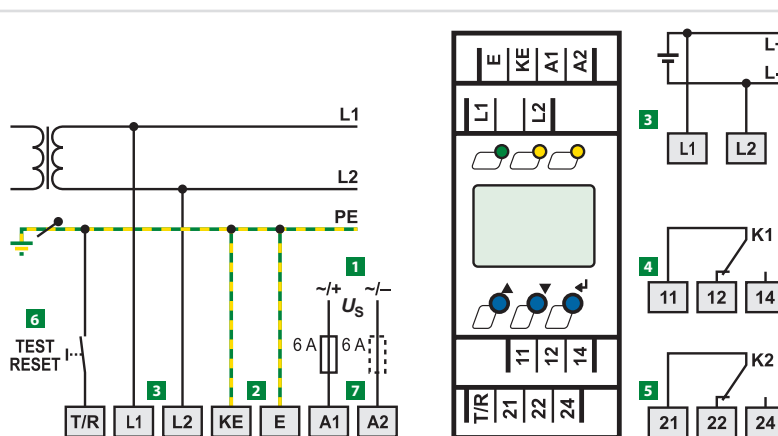 L1
L2
PE
1
~/+ ~/–
US
6 A 6 A
6
TEST
RESET
3 2 7
T/R L1 L2 KE E A1 A2
E KE A1 A2
L1 L2
11 12 14
T/R 21 22 24
3
L1 L2
4
K1
11 12 14
5
K2
21 22 24